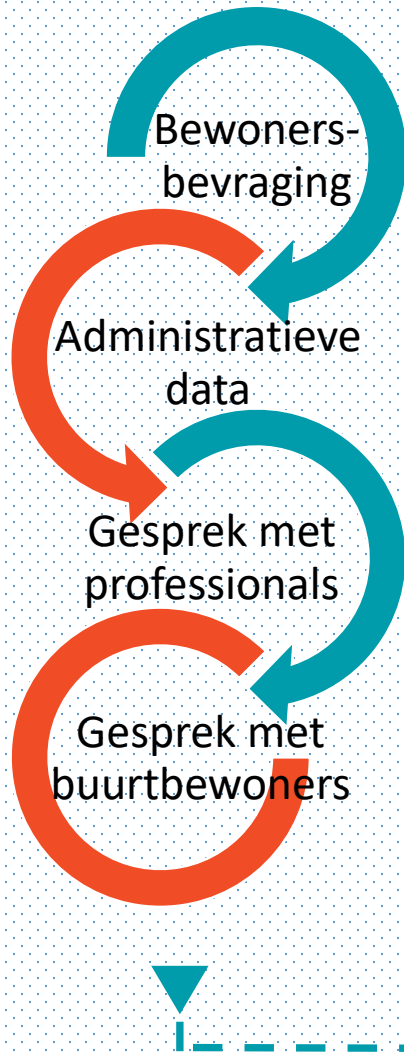 Bewoners-
bevraging
Administratieve
data
Gesprek met
professionals
Gesprek met
buurtbewoners